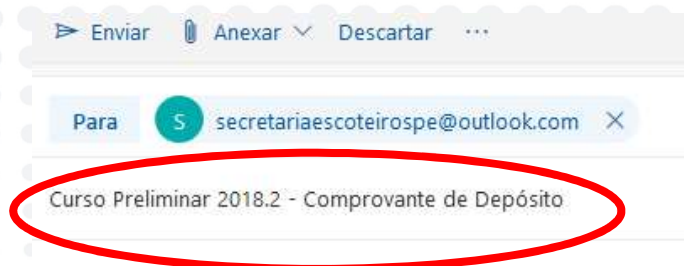 Enviar Anexar Descartar ...
Para S secretariaescoteirospe@outlook.com X
Curso Preliminar 2018.2 - Comprovante de Depósito